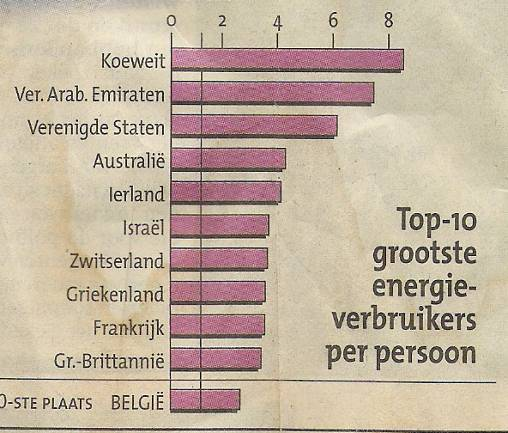 0 2 4 6 8
Koeweit
Ver. Arab. Emiraten
Verenigde Staten
Australië
Ierland
Israël
Zwitserland
Griekenland
Frankrijk
Gr.-Brittannië
0-STE PLAATS BELGIË
Top-10
grootste
energie-
verbruikers
per persoon